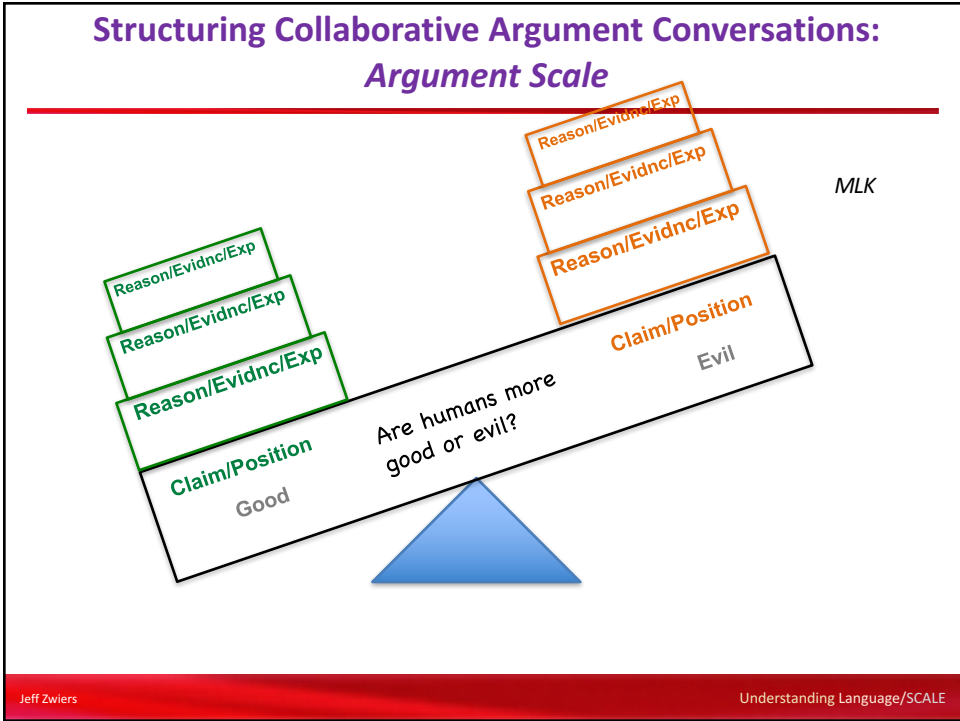 Structuring Collaborative Argument Conversations:
Argument Scale
Reason/Evidnc/Exp
Reason/Evidnc/Exp
Reason/Evidnc/Exp
MLK
Reason/Evidnc/Exp
Reason/Evidnc/Exp
Reason/Evidnc/Exp
Claim/Position
Good
Are humans more
good or evil?
Claim/Position
Evil
Jeff Zwiers
Understanding Language/SCALE